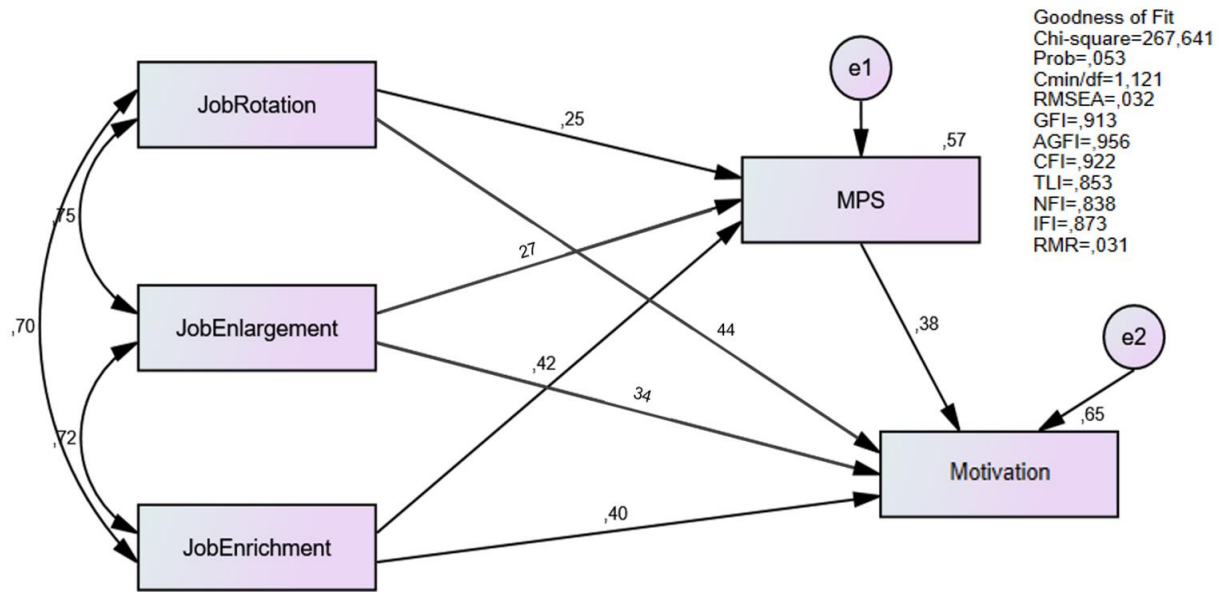 Goodness of Fit
Chi-square=267,641
Prob=,053
Cmin/df=1,121
RMSEA=,032
GFI=,913
AGFI=,956
CFI=,922
TLI=,853
NFI=,838
IFI=,873
RMR=,031
e1
JobRotation
,25
,57
MPS
,75
27
,70
JobEnlargement
44
,38
e2
,42
34
,65
,72
Motivation
,40
JobEnrichment